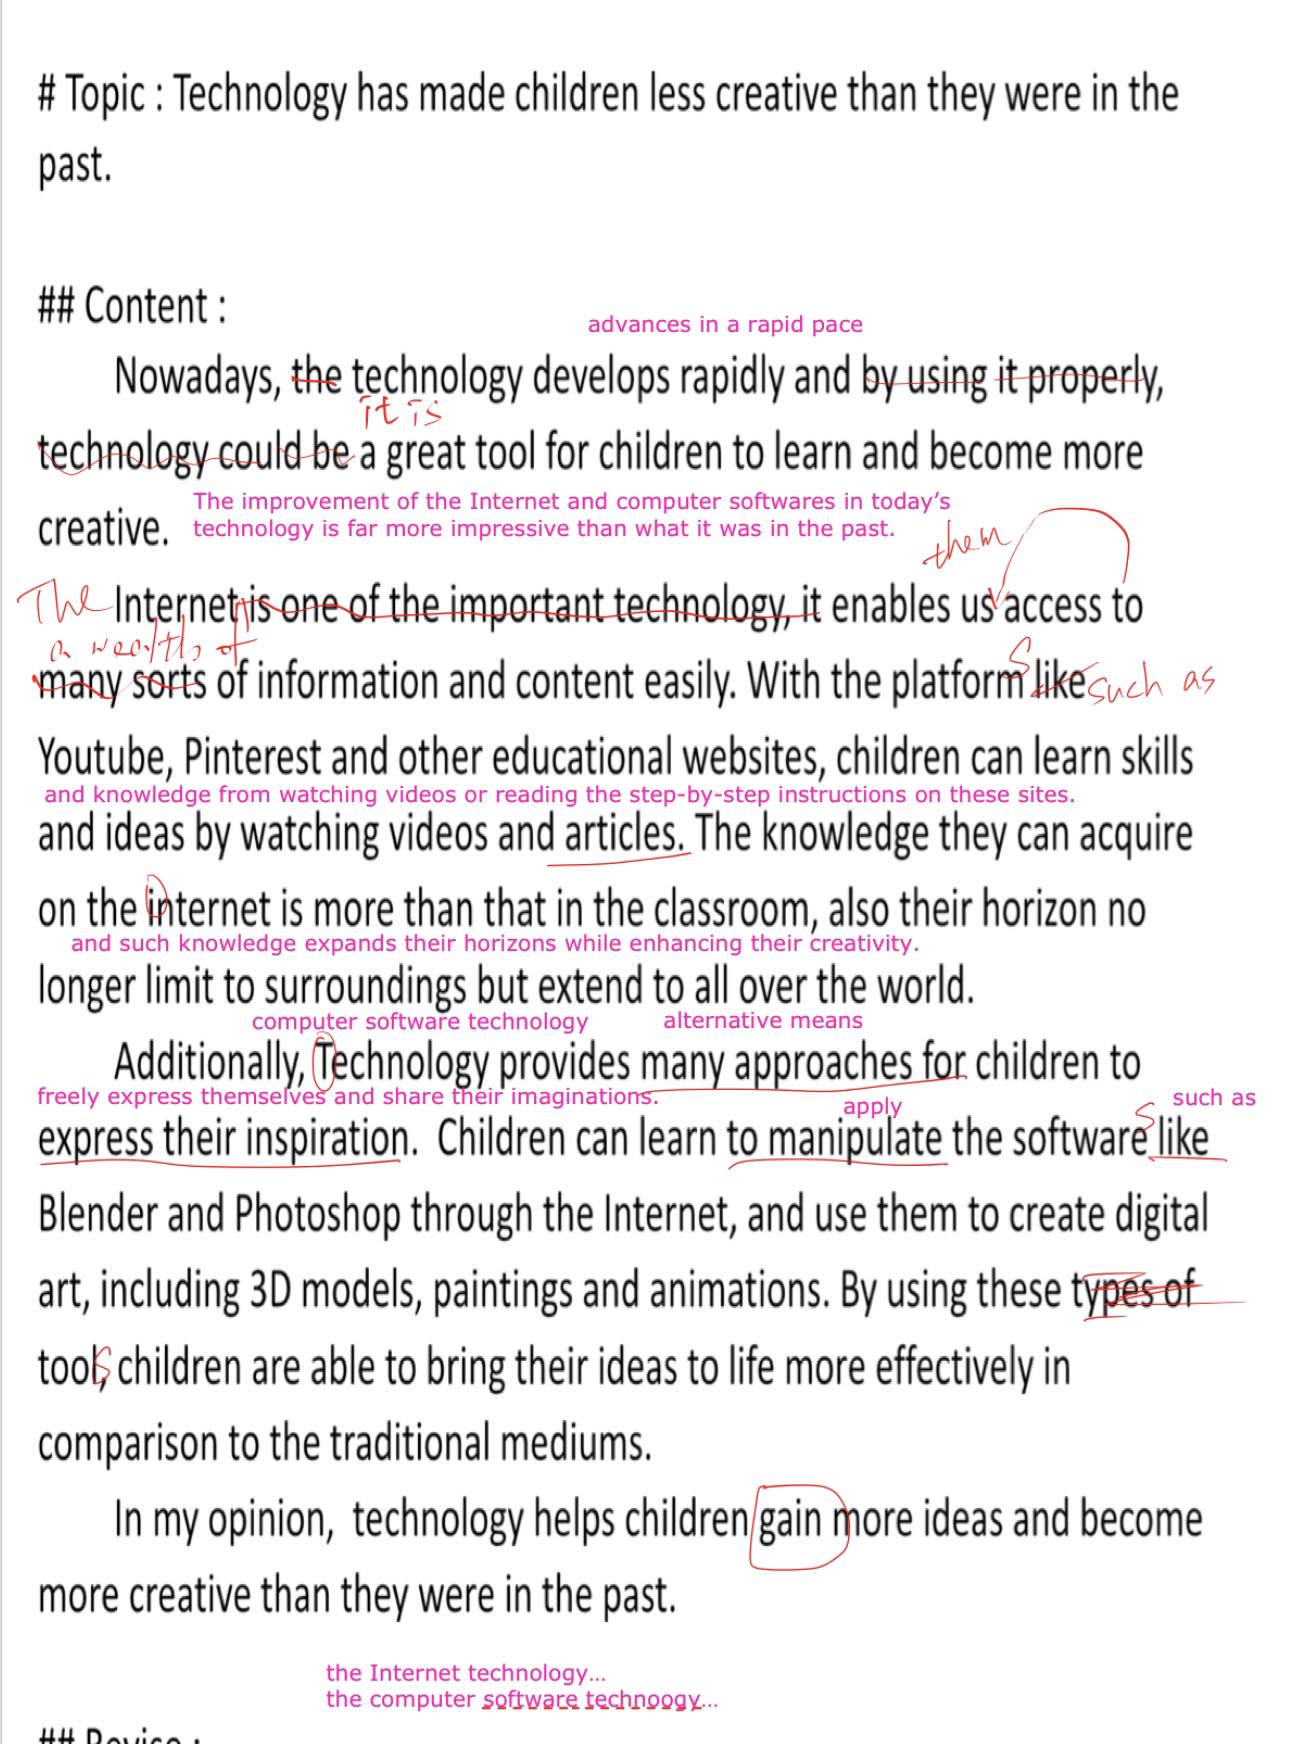 # Topic : Technology has made children less creative than they were in the
past.
## Content :
advances in a rapid pace
Nowadays, the technology develops rapidly and by using it properly,
it is
technology could be a great tool for children to learn and become more
The improvement of the Internet and computer softwares in today's
creative. technology is far more impressive than what it was in the past.
them
The Internet is one of the important technology, it enables us access to
a wealth of
many sorts of information and content easily. With the platform s like such as
Youtube, Pinterest and other educational websites, children can learn skills
and knowledge from watching videos or reading the step-by-step instructions on these sites.
and ideas by watching videos and articles. The knowledge they can acquire
on the internet is more than that in the classroom, also their horizon no
and such knowledge expands their horizons while enhancing their creativity.
longer limit to surroundings but extend to all over the world.
computer software technology alternative means
Additionally, Technology provides many approaches for children to
freely express themselves and share their imaginations.
apply s such as
express their inspiration. Children can learn to manipulate the software like
Blender and Photoshop through the Internet, and use them to create digital
art, including 3D models, paintings and animations. By using these types of
tool,s children are able to bring their ideas to life more effectively in
comparison to the traditional mediums.
In my opinion, technology helps children gain more ideas and become
more creative than they were in the past.
the Internet technology...
the computer software technoogy...